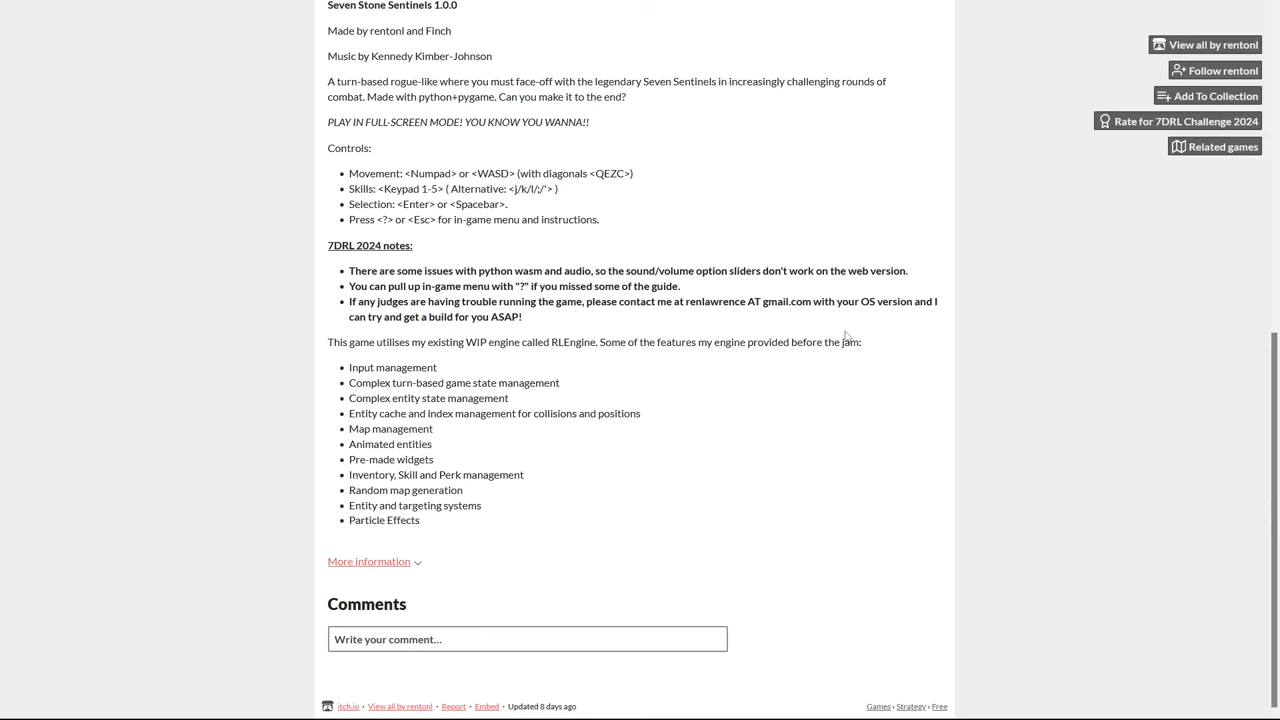 Seven Stone Sentinels 1.0.0
Made by rentonl and Finch
Music by Kennedy Kimber-Johnson
A turn-based rogue-like where you must face-off with the legendary Seven Sentinels in increasingly challenging rounds of
combat. Made with python+pygame. Can you make it to the end?
PLAY IN FULL-SCREEN MODE! YOU KNOW YOU WANNA!!
Controls:
• Movement: <Numpad> or <WASD> (with diagonals <QEZC>)
• Skills: <Keypad 1-5> ( Alternative: <j/k/l/;/'> )
• Selection: <Enter> or <Spacebar>.
• Press <?> or <Esc> for in-game menu and instructions.
7DRL 2024 notes:
• There are some issues with python wasm and audio, so the sound/volume option sliders don't work on the web version.
• You can pull up in-game menu with "?" if you missed some of the guide.
• If any judges are having trouble running the game, please contact me at renlawrence AT gmail.com with your OS version and I
can try and get a build for you ASAP!
This game utilises my existing WIP engine called RLEngine. Some of the features my engine provided before the jam:
• Input management
• Complex turn-based game state management
• Complex entity state management
• Entity cache and index management for collisions and positions
• Map management
• Animated entities
• Pre-made widgets
• Inventory, Skill and Perk management
• Random map generation
• Entity and targeting systems
• Particle Effects
More information
Comments
Write your comment...
itch.io · View all by rentonl · Report · Embed · Updated 8 days ago
Games › Strategy › Free
View all by rentonl
Follow rentonl
Add To Collection
Rate for 7DRL Challenge 2024
Related games